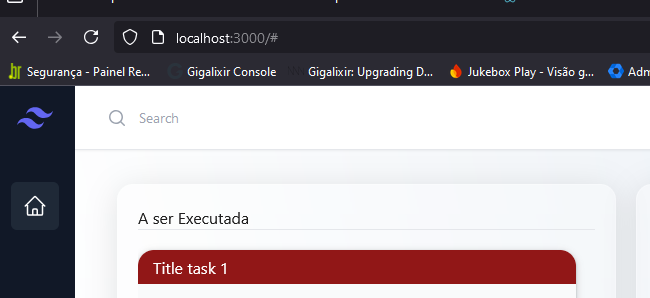 localhost:3000/#
Segurança - Painel Re... Gigalixir Console Gigalixir: Upgrading D... Jukebox Play - Visão g... Adm
Search
A ser Executada
Title task 1